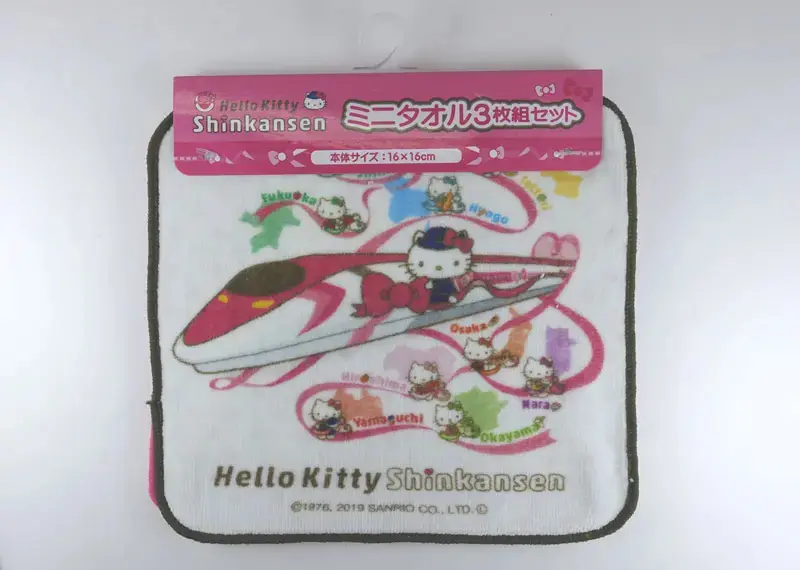 Hello Kitty
Shinkansen
ミニタオル3枚組セット
本体サイズ:16×16cm
Fukuoka
Hyogo
Osaka
Hiroshima
Nara
Yamaguchi
Okayama
Hello Kitty Shinkansen
©1976, 2019 SANRIO CO., LTD. Ⓛ